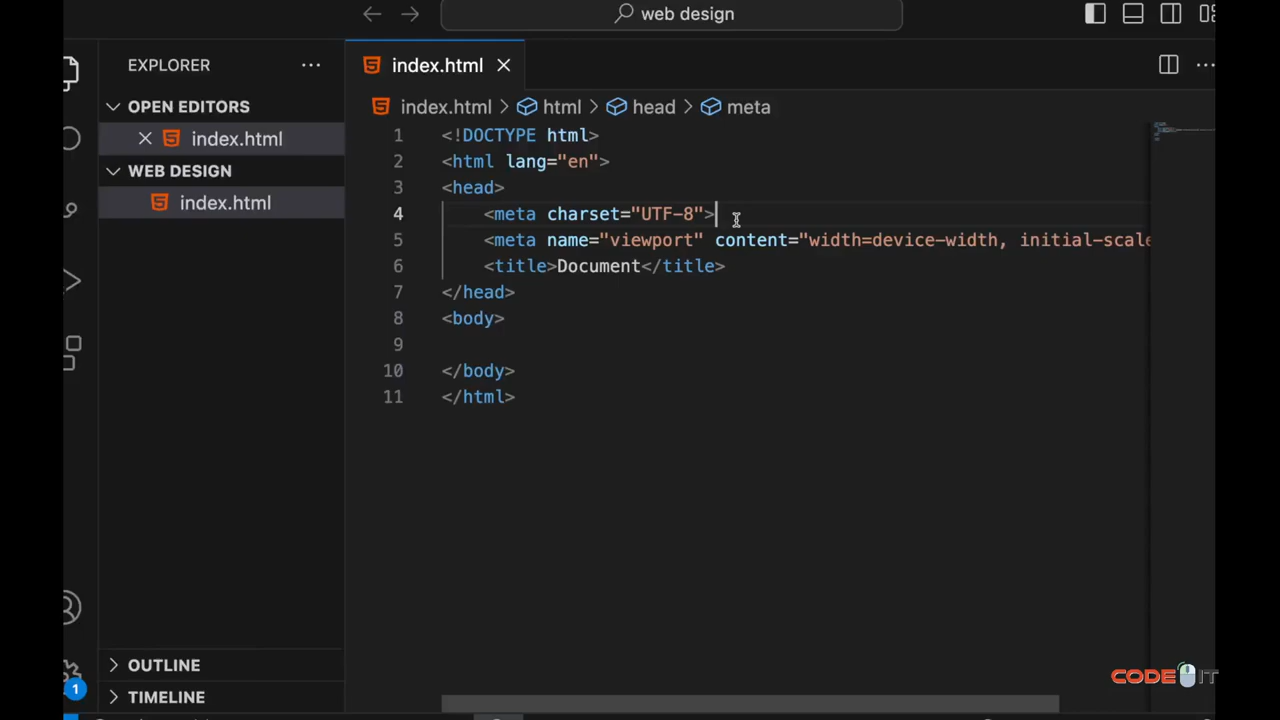 web design
EXPLORER ...
index.html
OPEN EDITORS
index.html
WEB DESIGN
index.html
index.html > html > head > meta
1 <!DOCTYPE html>
2 <html lang="en">
3 <head>
4 <meta charset="UTF-8">
5 <meta name="viewport" content="width=device-width, initial-scale
6 <title>Document</title>
7 </head>
8 <body>
9
10 </body>
11 </html>
OUTLINE
TIMELINE
1
CODE IT